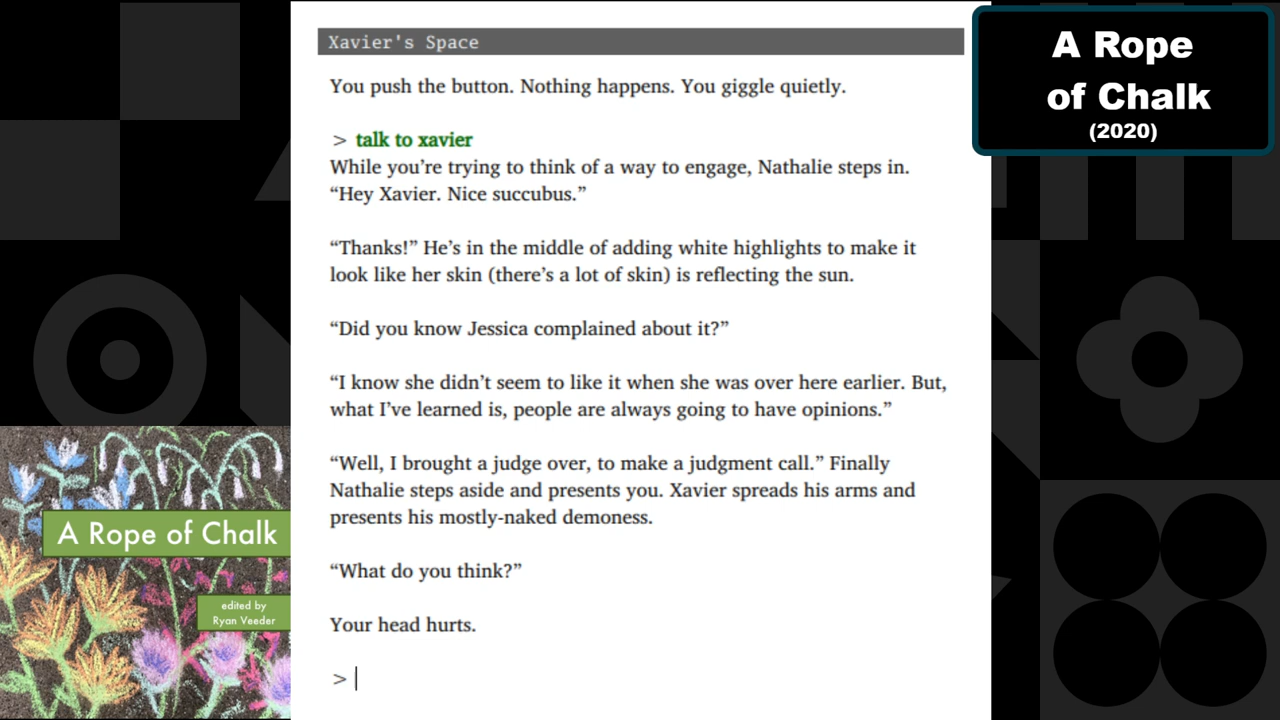 Xavier's Space
You push the button. Nothing happens. You giggle quietly.
> talk to xavier
While you’re trying to think of a way to engage, Nathalie steps in.
“Hey Xavier. Nice succubus.”
“Thanks!” He’s in the middle of adding white highlights to make it
look like her skin (there’s a lot of skin) is reflecting the sun.
“Did you know Jessica complained about it?”
“I know she didn’t seem to like it when she was over here earlier. But,
what I’ve learned is, people are always going to have opinions.”
“Well, I brought a judge over, to make a judgment call.” Finally
Nathalie steps aside and presents you. Xavier spreads his arms and
presents his mostly-naked demoness.
“What do you think?”
Your head hurts.
>
A Rope
of Chalk
(2020)
A Rope of Chalk
edited by
Ryan Veeder